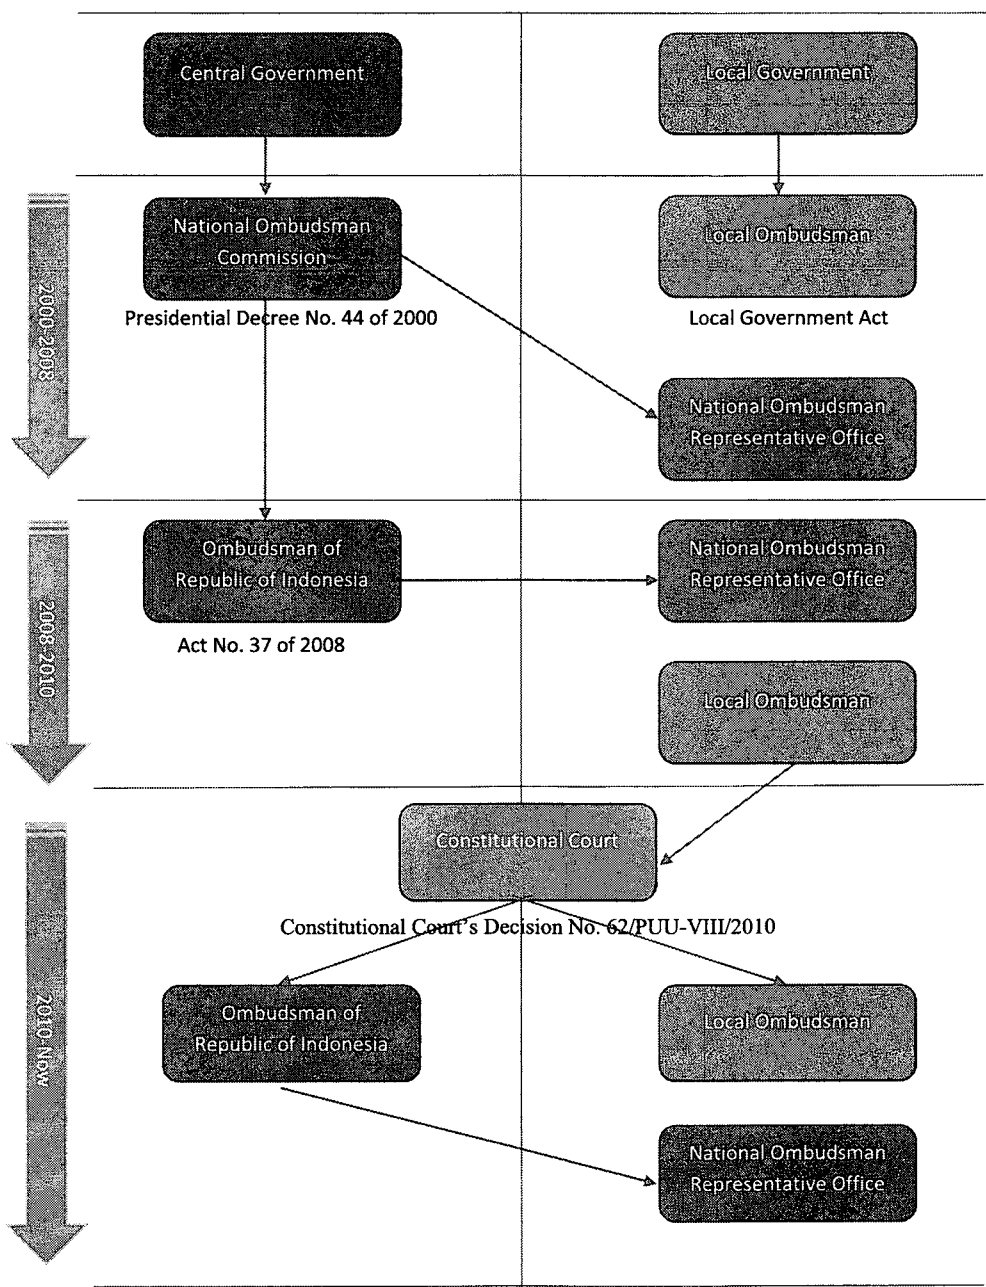 Central Government
Local Government
2000-2008
National Ombudsman
Commission
Local Ombudsman
Presidential Decree No. 44 of 2000
Local Government Act
National Ombudsman
Representative Office
2008-2010
Ombudsman of
Republic of Indonesia
National Ombudsman
Representative Office
Act No. 37 of 2008
Local Ombudsman
2010-Now
Constitutional Court
Constitutional Court's Decision No. 62/PUU-VIII/2010
Ombudsman of
Republic of Indonesia
Local Ombudsman
National Ombudsman
Representative Office